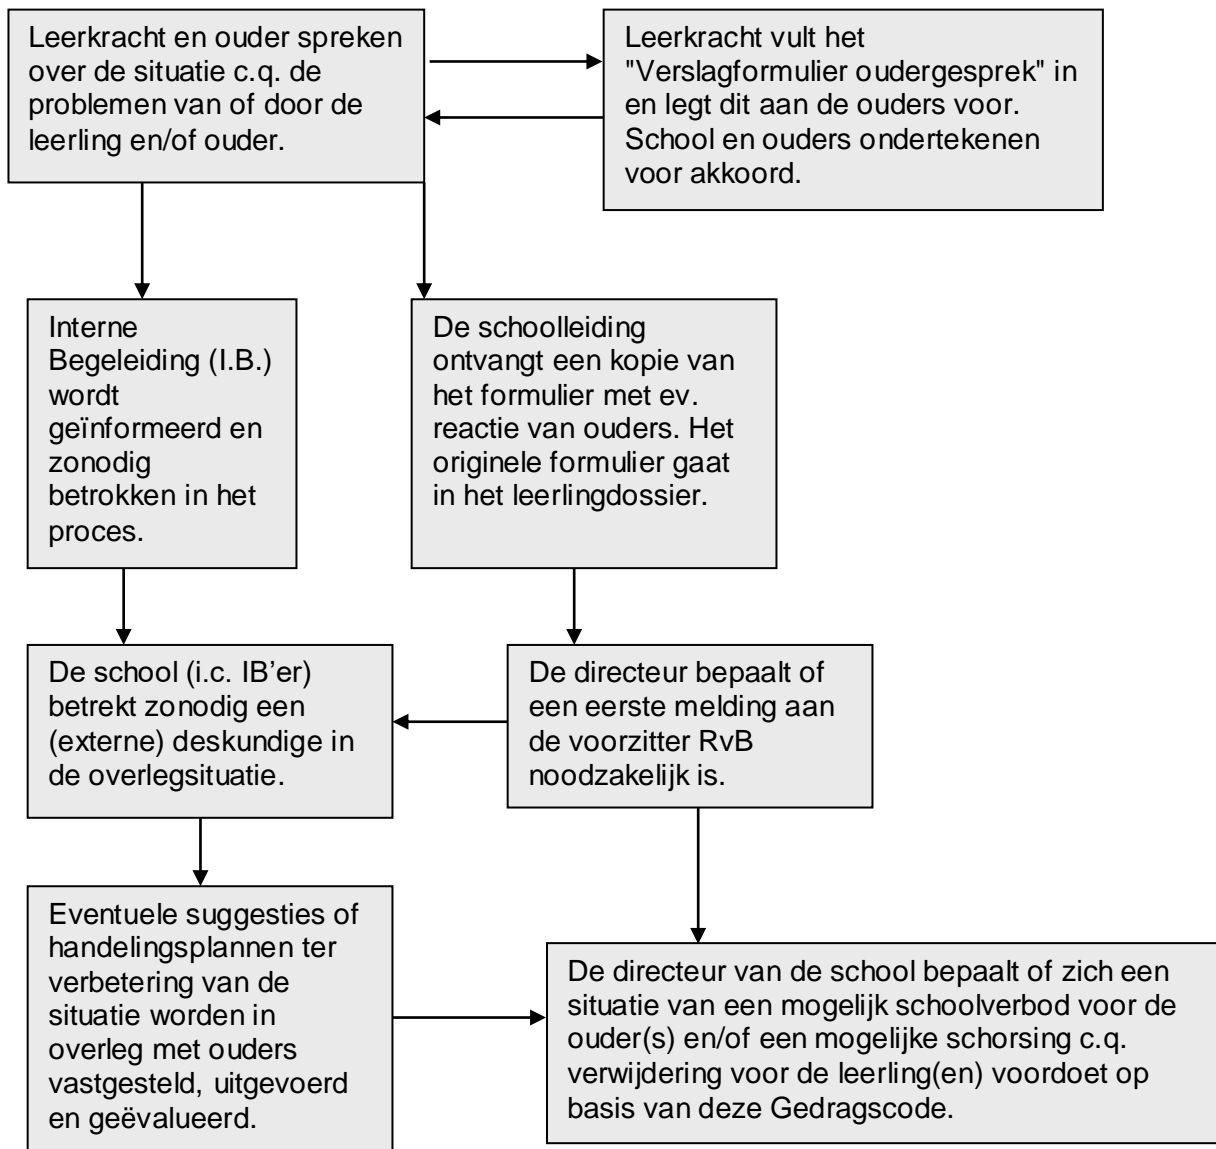 Leerkracht en ouder spreken
over de situatie c.q. de
problemen van of door de
leerling en/of ouder.
Leerkracht vult het
"Verslagformulier oudergesprek" in
en legt dit aan de ouders voor.
School en ouders ondertekenen
voor akkoord.
Interne
Begeleiding (I.B.)
wordt
geïnformeerd en
zonodig
betrokken in het
proces.
De schoolleiding
ontvangt een kopie van
het formulier met ev.
reactie van ouders. Het
originele formulier gaat
in het leerlingdossier.
De school (i.c. IB’er)
betrekt zonodig een
(externe) deskundige in
de overlegsituatie.
De directeur bepaalt of
een eerste melding aan
de voorzitter RvB
noodzakelijk is.
Eventuele suggesties of
handelingsplannen ter
verbetering van de
situatie worden in
overleg met ouders
vastgesteld, uitgevoerd
en geëvalueerd.
De directeur van de school bepaalt of zich een
situatie van een mogelijk schoolverbod voor de
ouder(s) en/of een mogelijke schorsing c.q.
verwijdering voor de leerling(en) voordoet op
basis van deze Gedragscode.